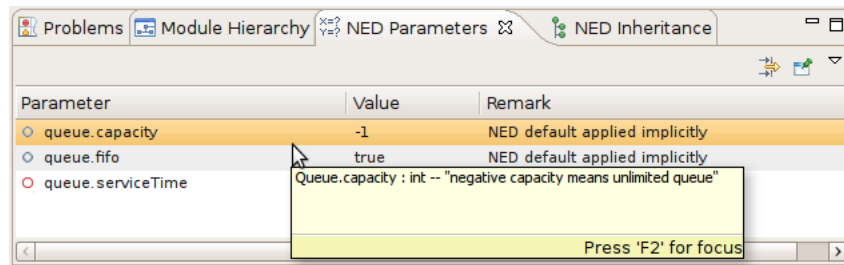 Problems Module Hierarchy X=? Y=? NED Parameters NED Inheritance
Parameter Value Remark
queue.capacity -1 NED default applied implicitly
queue.fifo true NED default applied implicitly
queue.serviceTime
Queue.capacity : int -- "negative capacity means unlimited queue"
Press 'F2' for focus